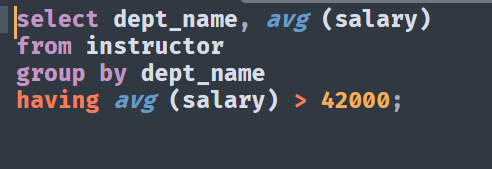 select dept_name, avg (salary)
from instructor
group by dept_name
having avg (salary) > 42000;